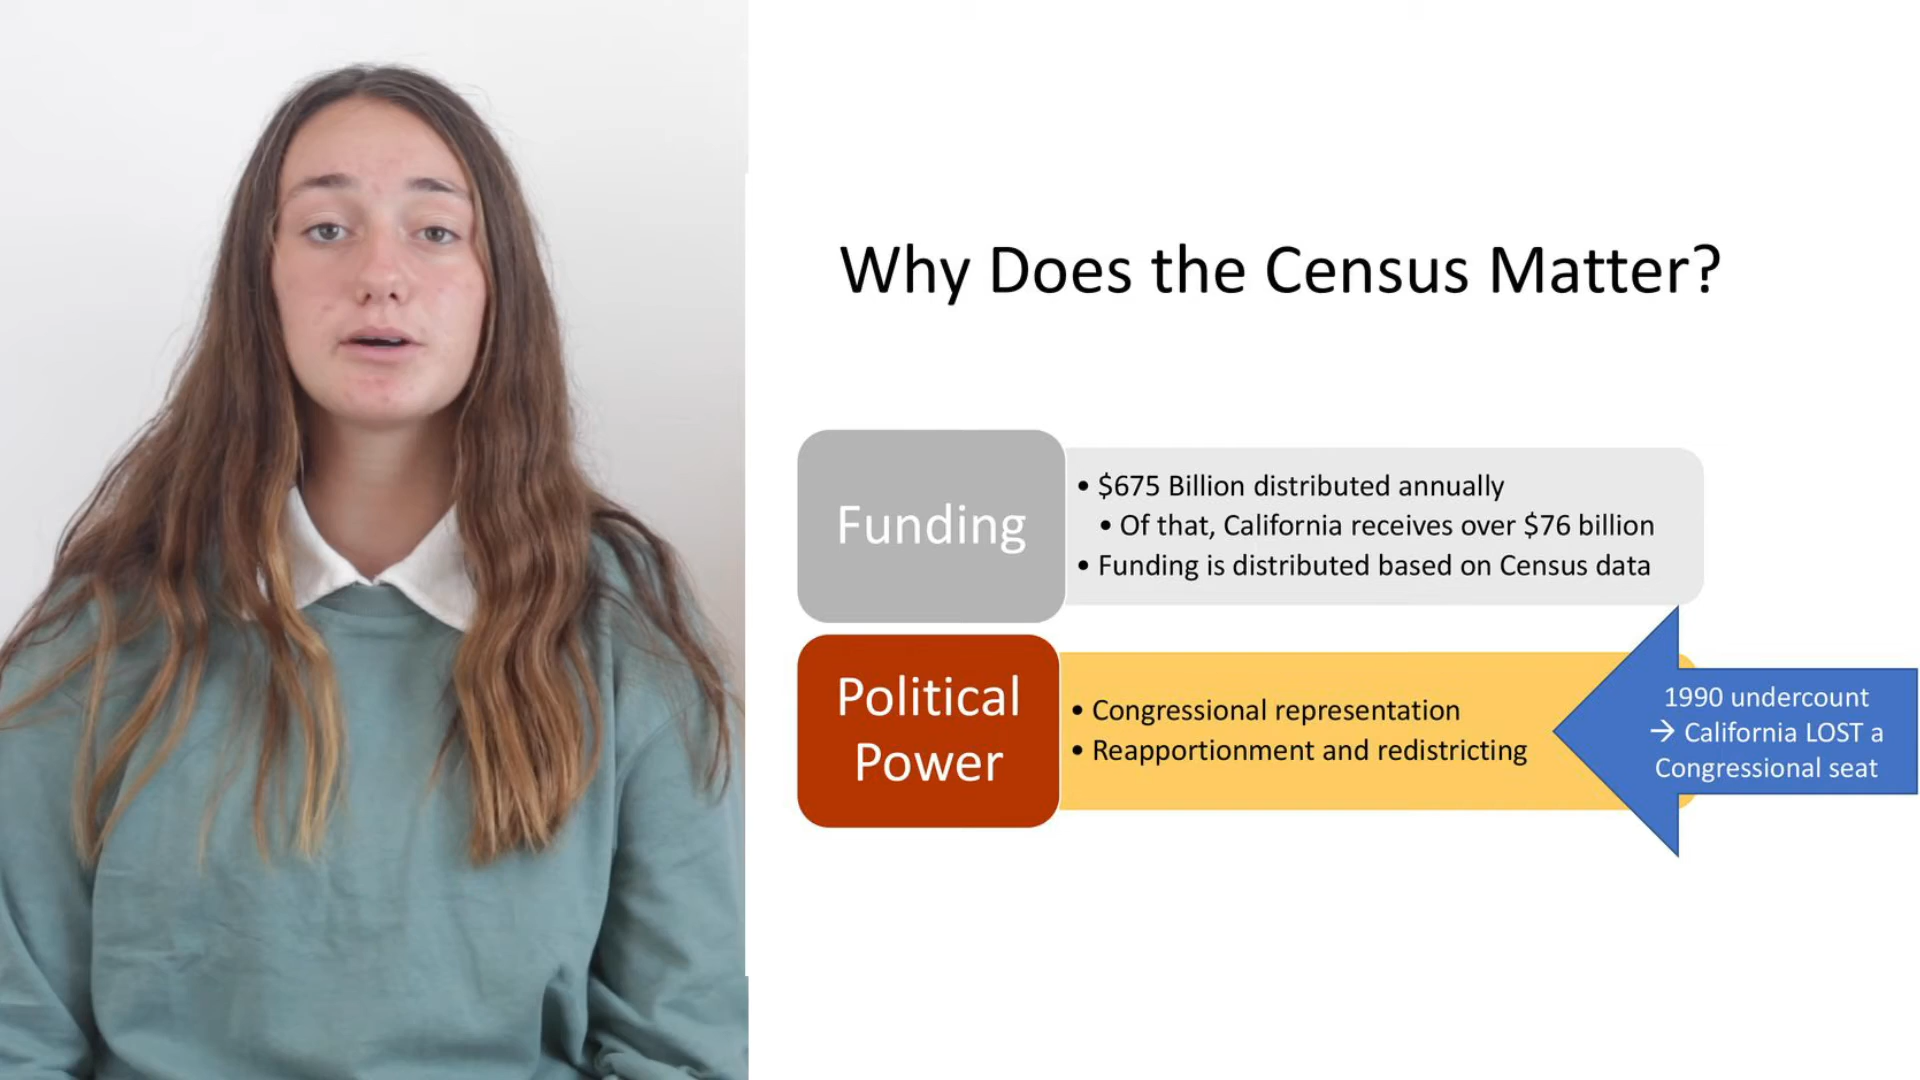 Why Does the Census Matter?
Funding
• $675 Billion distributed annually
• Of that, California receives over $76 billion
• Funding is distributed based on Census data
Political
Power
• Congressional representation
• Reapportionment and redistricting
1990 undercount
→ California LOST a
Congressional seat